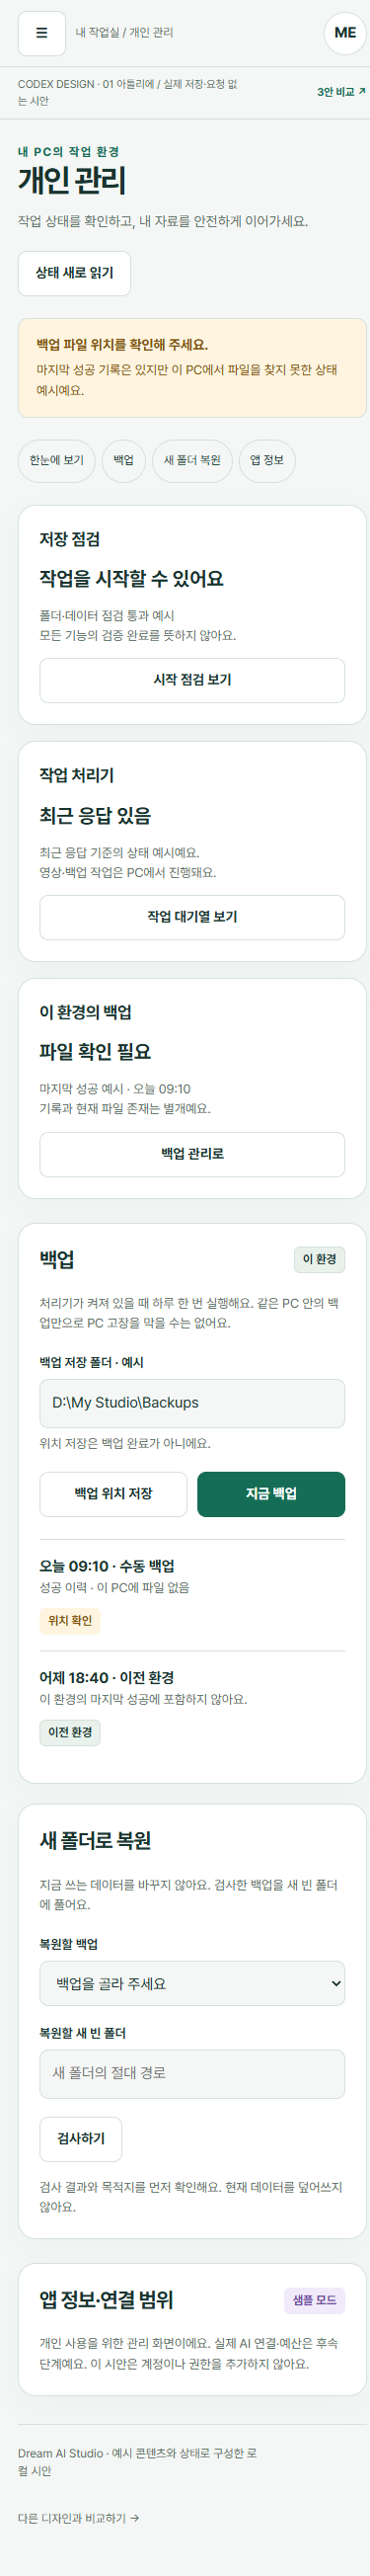 ☰ 내 작업실 / 개인 관리 ME
CODEX DESIGN · 01 아틀리에 / 실제 저장·요청 없
는 시안
3안 비교 ↗
내 PC의 작업 환경
개인 관리
작업 상태를 확인하고, 내 자료를 안전하게 이어가세요.
상태 새로 읽기
백업 파일 위치를 확인해 주세요.
마지막 성공 기록은 있지만 이 PC에서 파일을 찾지 못한 상태
예시예요.
한눈에 보기 백업 새 폴더 복원 앱 정보
저장 점검
작업을 시작할 수 있어요
폴더·데이터 점검 통과 예시
모든 기능의 검증 완료를 뜻하지 않아요.
시작 점검 보기
작업 처리기
최근 응답 있음
최근 응답 기준의 상태 예시예요.
영상·백업 작업은 PC에서 진행돼요.
작업 대기열 보기
이 환경의 백업
파일 확인 필요
마지막 성공 예시 · 오늘 09:10
기록과 현재 파일 존재는 별개예요.
백업 관리로
백업 이 환경
처리기가 켜져 있을 때 하루 한 번 실행해요. 같은 PC 안의 백
업만으로 PC 고장을 막을 수는 없어요.
백업 저장 폴더 · 예시
D:\My Studio\Backups
위치 저장은 백업 완료가 아니에요.
백업 위치 저장 지금 백업
오늘 09:10 · 수동 백업
성공 이력 · 이 PC에 파일 없음
위치 확인
어제 18:40 · 이전 환경
이 환경의 마지막 성공에 포함하지 않아요.
이전 환경
새 폴더로 복원
지금 쓰는 데이터를 바꾸지 않아요. 검사한 백업을 새 빈 폴더
에 풀어요.
복원할 백업
백업을 골라 주세요
복원할 새 빈 폴더
새 폴더의 절대 경로
검사하기
검사 결과와 목적지를 먼저 확인해요. 현재 데이터를 덮어쓰지
않아요.
앱 정보·연결 범위 샘플 모드
개인 사용을 위한 관리 화면이에요. 실제 AI 연결·예산은 후속
단계예요. 이 시안은 계정이나 권한을 추가하지 않아요.
Dream AI Studio · 예시 콘텐츠와 상태로 구성한 로
컬 시안
다른 디자인과 비교하기 →